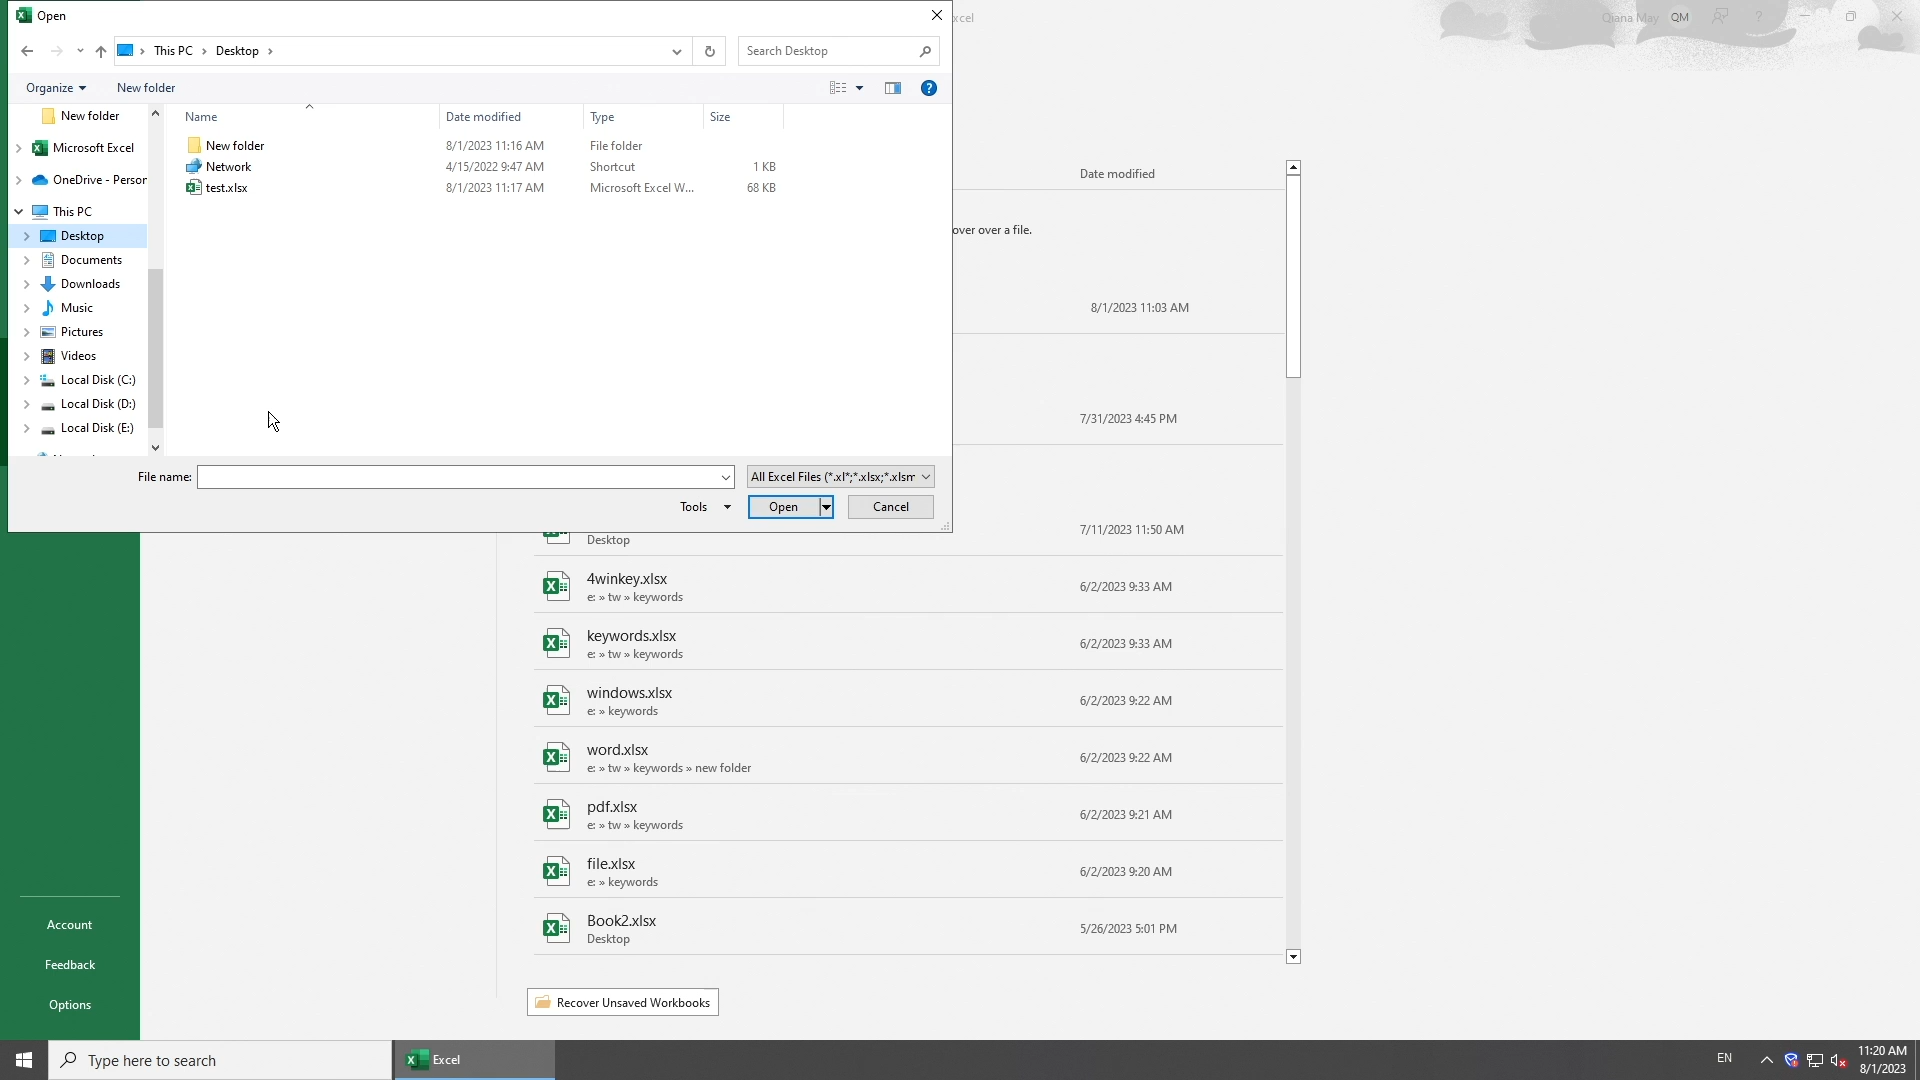 Open
xcel
Qiana May
QM
?
This PC
Desktop
Search Desktop
Organize
New folder
?
New folder
Microsoft Excel
OneDrive - Person
This PC
Desktop
Documents
Downloads
Music
Pictures
Videos
Local Disk (C:)
Local Disk (D:)
Local Disk (E:)
Name
Date modified
Type
Size
New folder
8/1/2023 11:16 AM
File folder
Network
4/15/2022 9:47 AM
Shortcut
1 KB
test.xlsx
8/1/2023 11:17 AM
Microsoft Excel W...
68 KB
File name:
All Excel Files (*.xl*;*.xlsx;*.xlsm
Tools
Open
Cancel
Date modified
over over a file.
8/1/2023 11:03 AM
7/31/2023 4:45 PM
Desktop
7/11/2023 11:50 AM
4winkey.xlsx
e: » tw » keywords
6/2/2023 9:33 AM
keywords.xlsx
e: » tw » keywords
6/2/2023 9:33 AM
windows.xlsx
e: » keywords
6/2/2023 9:22 AM
word.xlsx
e: » tw » keywords » new folder
6/2/2023 9:22 AM
pdf.xlsx
e: » tw » keywords
6/2/2023 9:21 AM
file.xlsx
e: » keywords
6/2/2023 9:20 AM
Book2.xlsx
Desktop
5/26/2023 5:01 PM
Recover Unsaved Workbooks
Account
Feedback
Options
Type here to search
Excel
EN
11:20 AM
8/1/2023